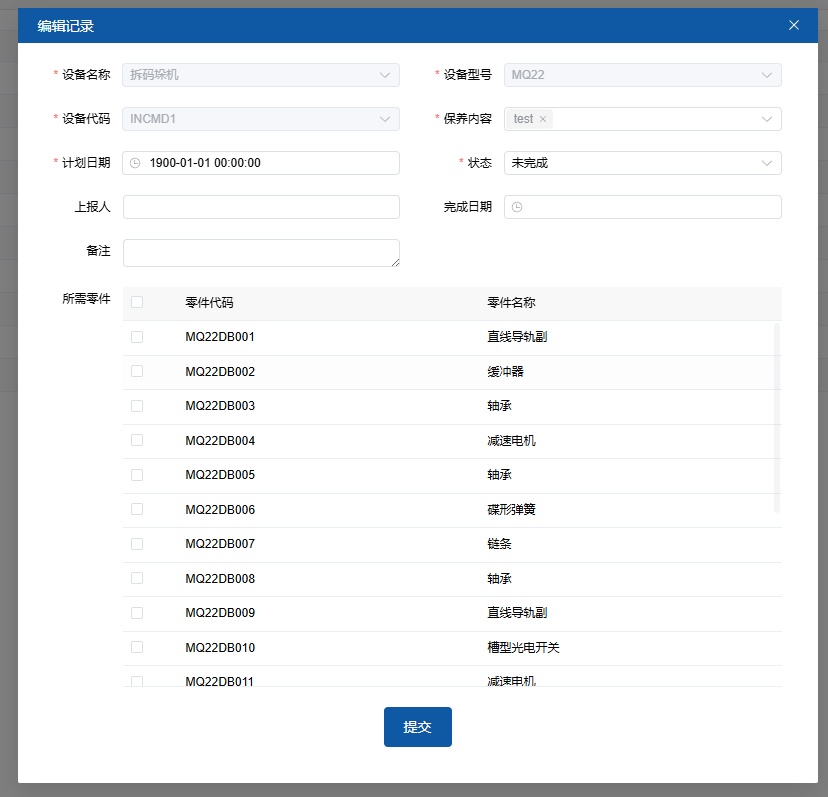 编辑记录
* 设备名称 拆码垛机 * 设备型号 MQ22
* 设备代码 INCMD1 * 保养内容 test ×
* 计划日期 1900-01-01 00:00:00 * 状态 未完成
上报人 完成日期
备注
所需零件 零件代码 零件名称
MQ22DB001 直线导轨副
MQ22DB002 缓冲器
MQ22DB003 轴承
MQ22DB004 减速电机
MQ22DB005 轴承
MQ22DB006 碟形弹簧
MQ22DB007 链条
MQ22DB008 轴承
MQ22DB009 直线导轨副
MQ22DB010 槽型光电开关
MQ22DB011 减速电机
提交